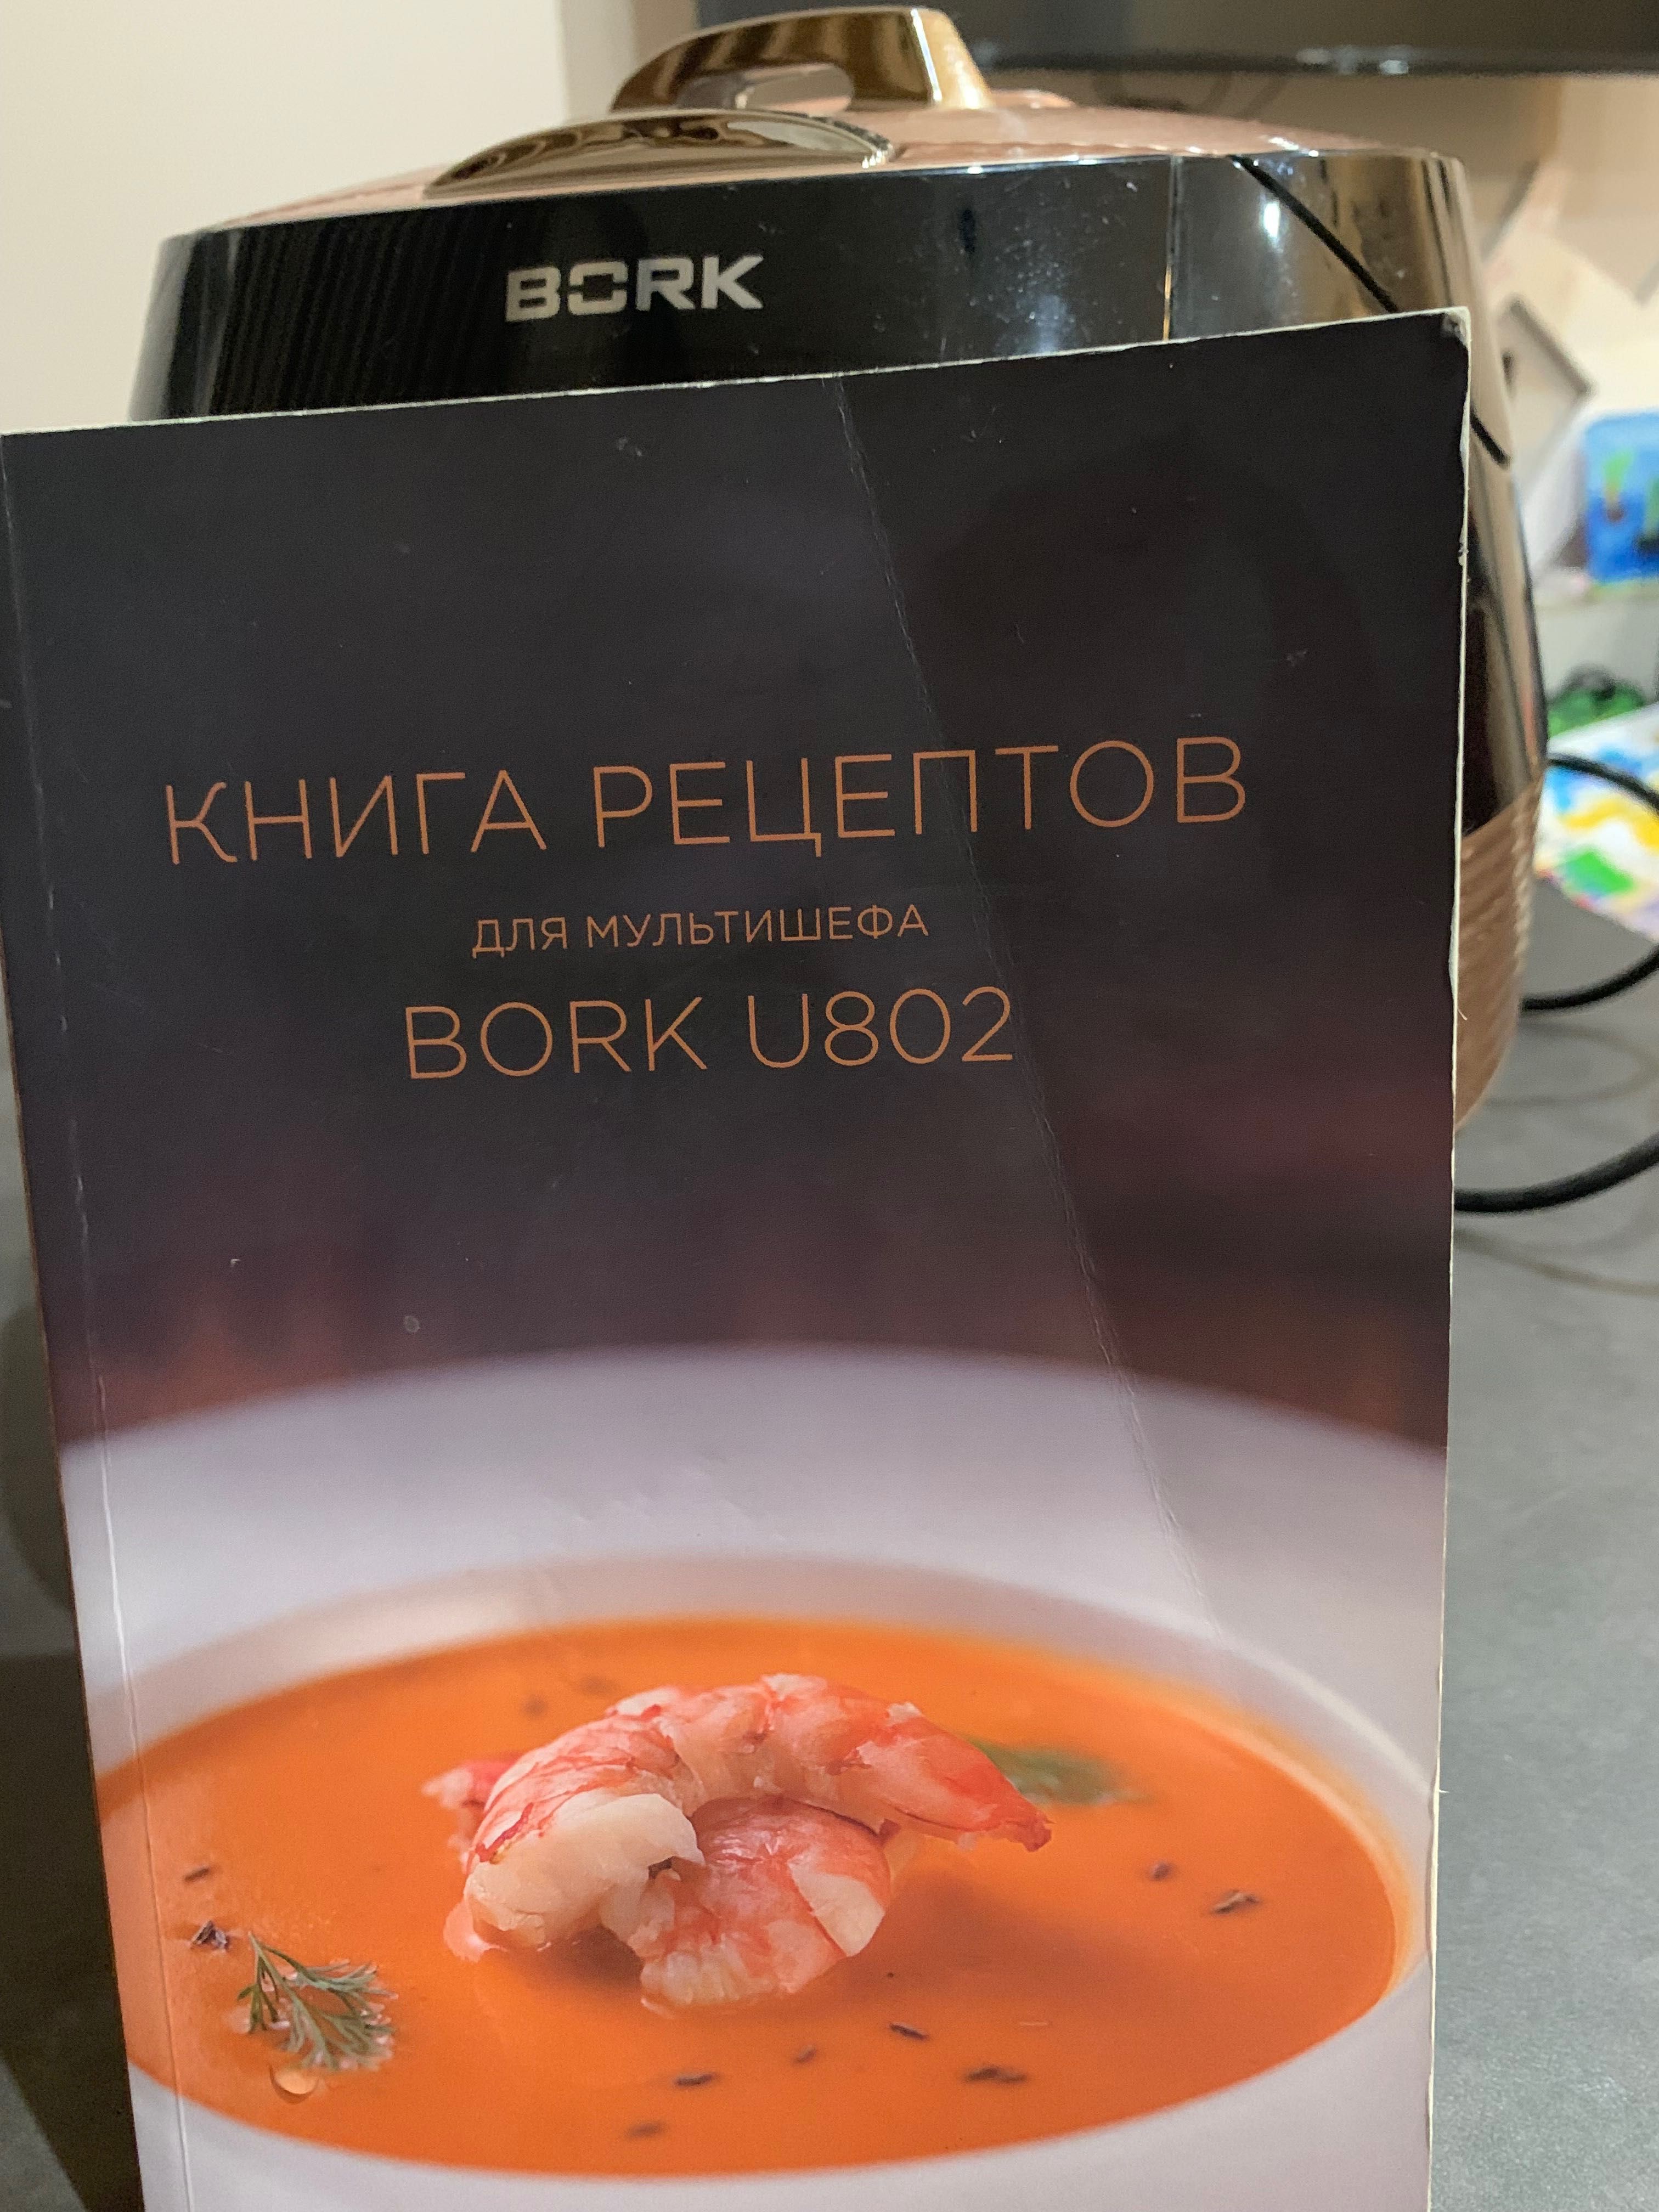 BORK
КНИГА РЕЦЕПТОВ
ДЛЯ МУЛЬТИШЕФА
BORK U802